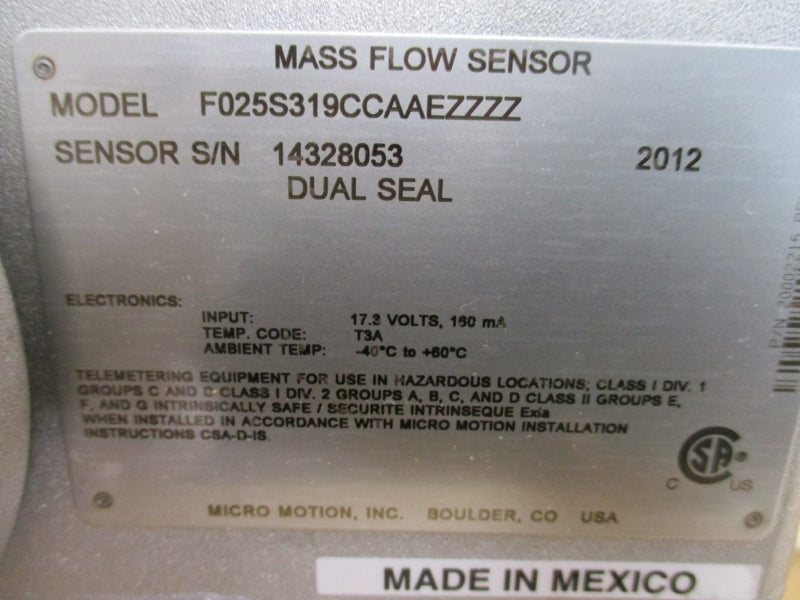 MASS FLOW SENSOR
MODEL F025S319CCAAEZZZZ
SENSOR S/N 14328053 2012
DUAL SEAL
ELECTRONICS:
INPUT: 17.3 VOLTS, 160 mA
TEMP. CODE: T3A
AMBIENT TEMP: -40°C to +60°C
TELEMETERING EQUIPMENT FOR USE IN HAZARDOUS LOCATIONS; CLASS I DIV. 1
GROUPS C AND D CLASS I DIV. 2 GROUPS A, B, C, AND D CLASS II GROUPS E,
F, AND G INTRINSICALLY SAFE / SECURITE INTRINSEQUE Exia
WHEN INSTALLED IN ACCORDANCE WITH MICRO MOTION INSTALLATION
INSTRUCTIONS CSA-D-IS.
SA®
C US
MICRO MOTION, INC. BOULDER, CO USA
P/N 20002215
MADE IN MEXICO